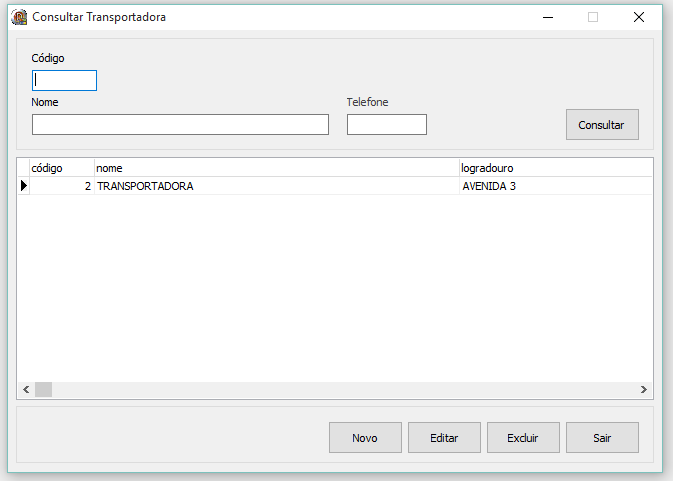 Consultar Transportadora
Código
Nome Telefone
Consultar
código nome logradouro
2 TRANSPORTADORA AVENIDA 3
Novo Editar Excluir Sair